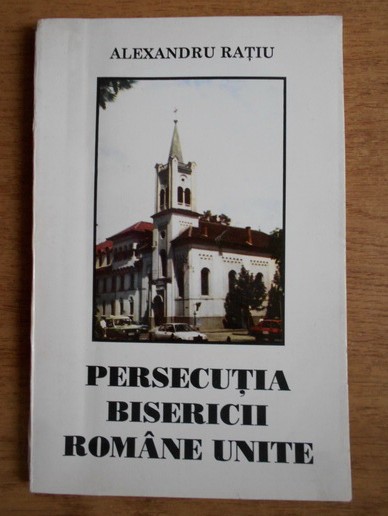 ALEXANDRU RAȚIU
PERSECUȚIA
BISERICII
ROMÂNE UNITE